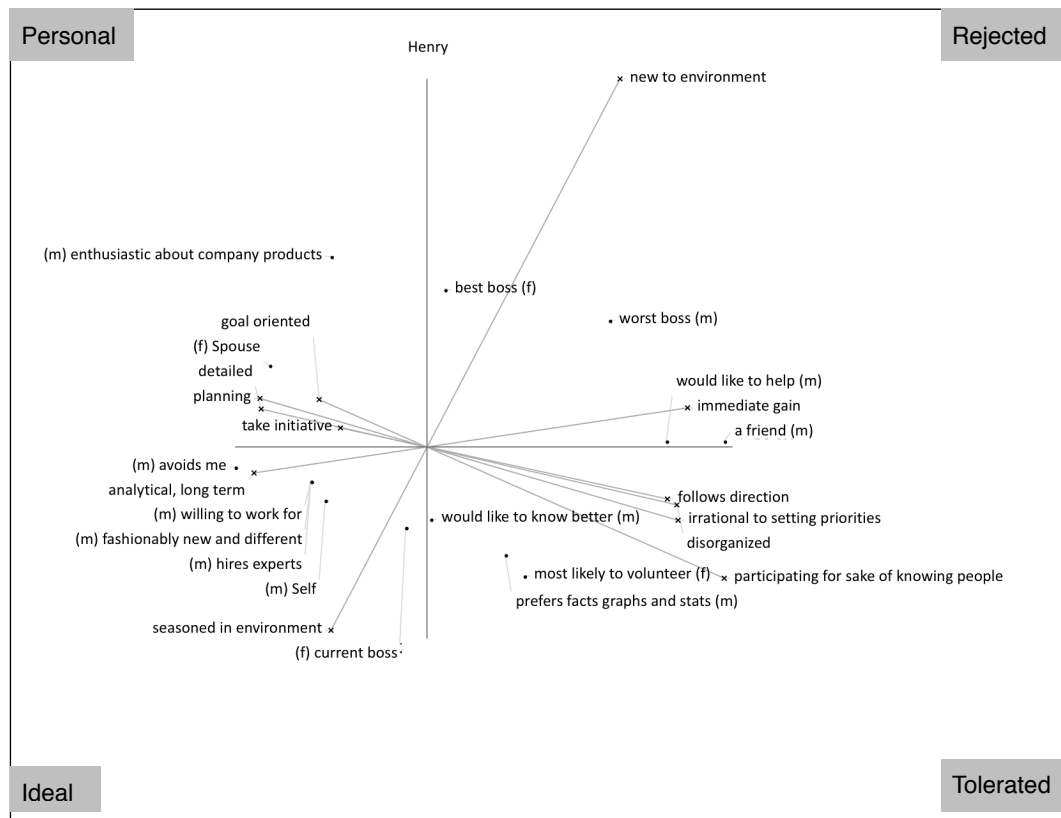 Personal
Rejected
Henry
new to environment
(m) enthusiastic about company products
best boss (f)
worst boss (m)
goal oriented
(f) Spouse
detailed
would like to help (m)
planning
immediate gain
take initiative
a friend (m)
(m) avoids me
analytical, long term
follows direction
(m) willing to work for
would like to know better (m)
irrational to setting priorities
(m) fashionably new and different
disorganized
(m) hires experts
most likely to volunteer (f)
participating for sake of knowing people
(m) Self
prefers facts graphs and stats (m)
seasoned in environment
(f) current boss
Ideal
Tolerated